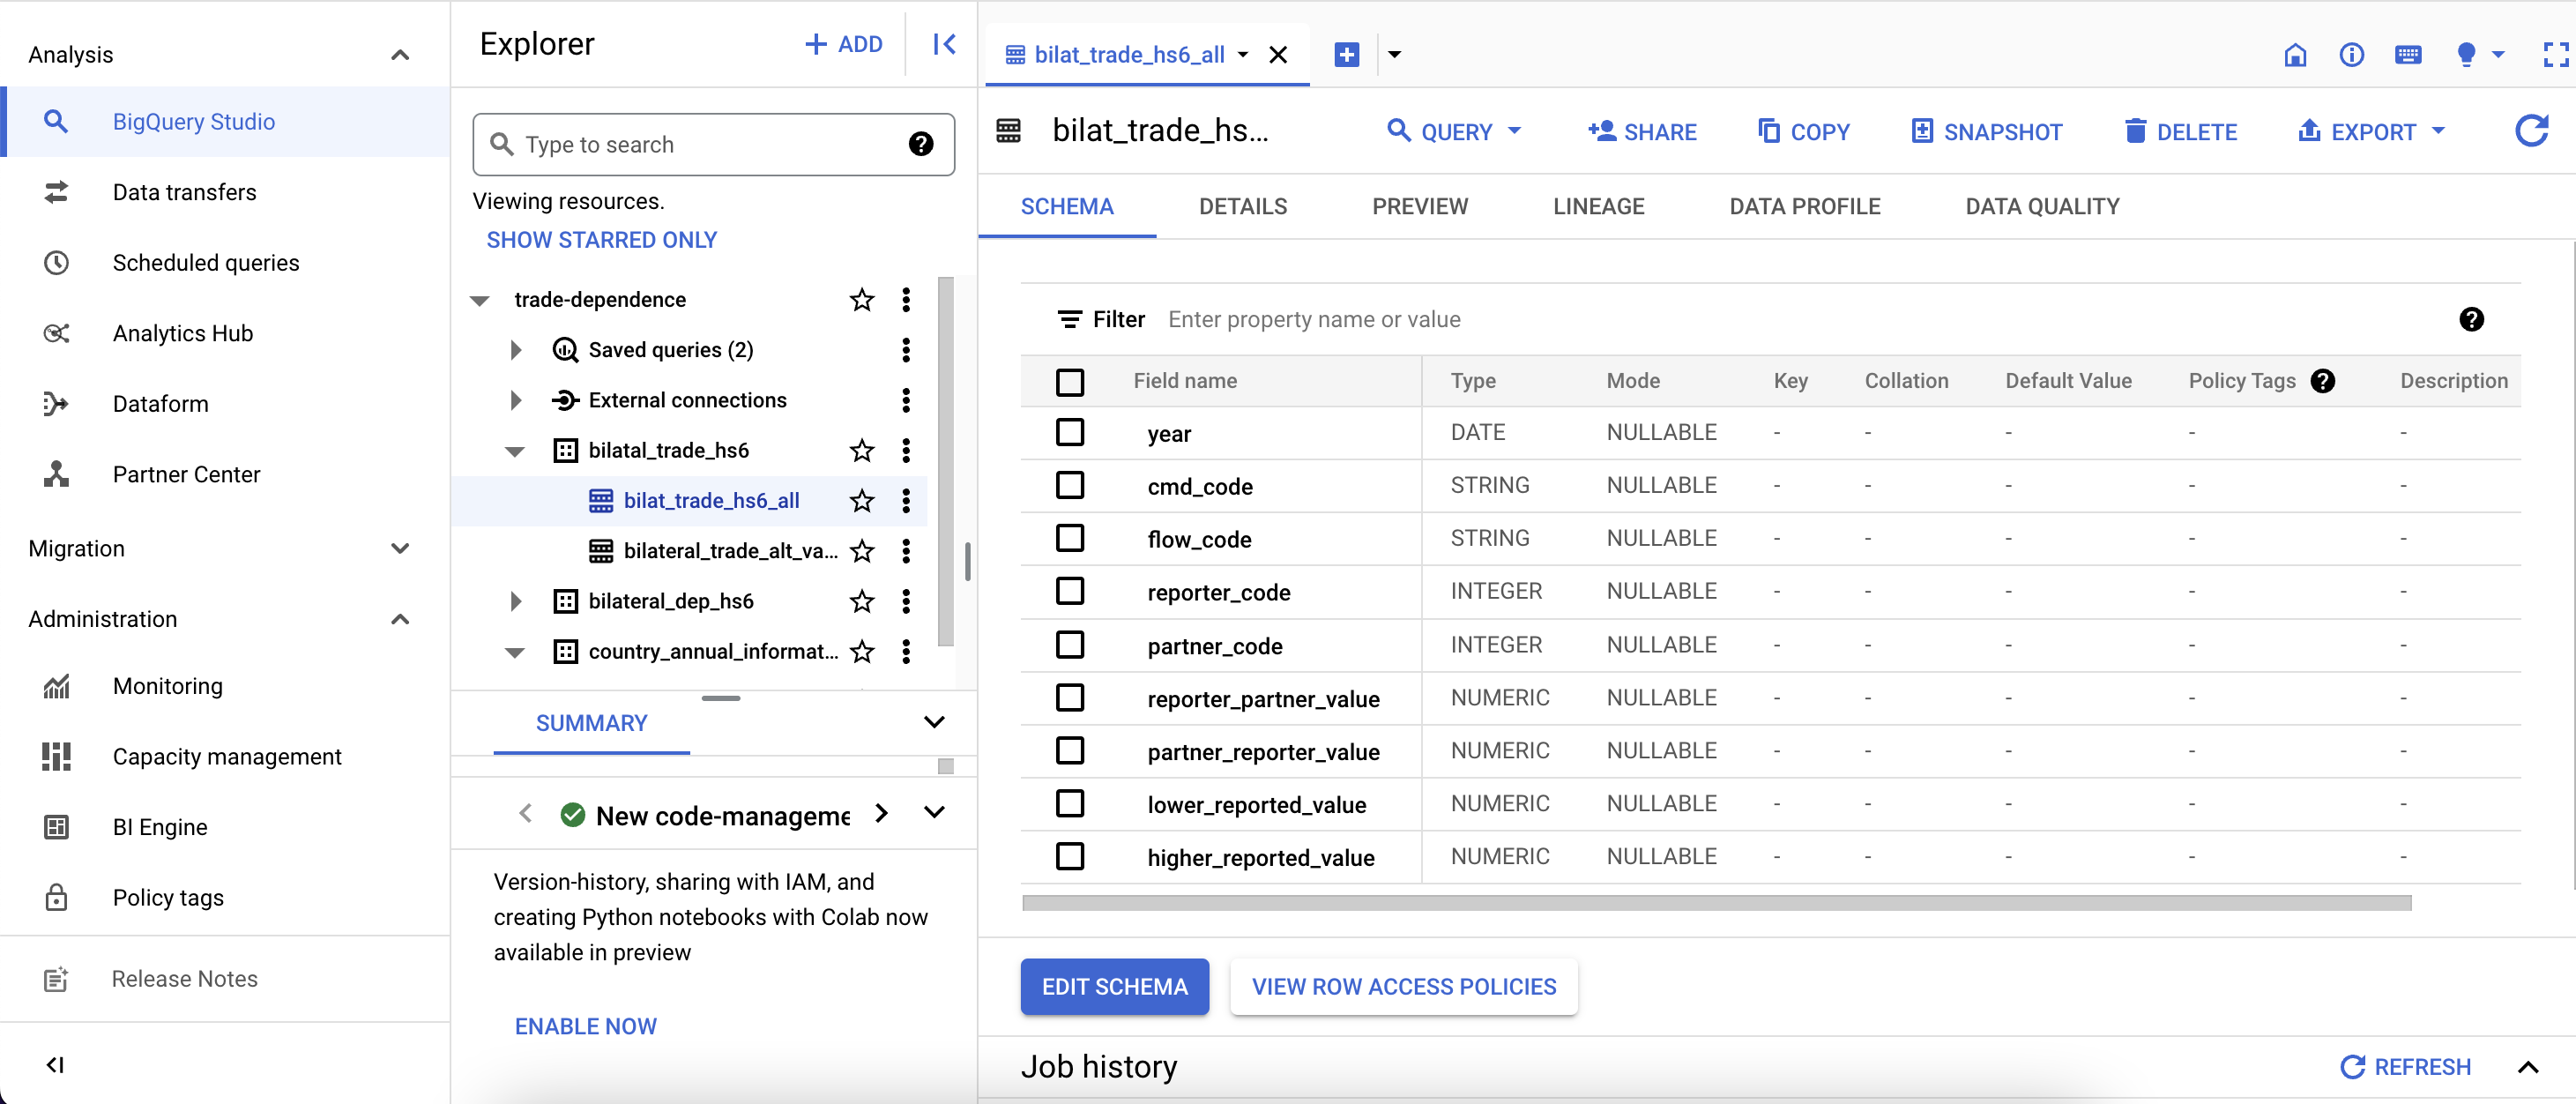 Analysis
BigQuery Studio
Data transfers
Scheduled queries
Analytics Hub
Dataform
Partner Center
Migration
Administration
Monitoring
Capacity management
BI Engine
Policy tags
Release Notes
Explorer
ADD
Type to search
Viewing resources.
SHOW STARRED ONLY
trade-dependence
Saved queries (2)
External connections
bilatal_trade_hs6
bilat_trade_hs6_all
bilateral_trade_alt_va...
bilateral_dep_hs6
country_annual_informat...
SUMMARY
New code-manageme
Version-history, sharing with IAM, and
creating Python notebooks with Colab now
available in preview
ENABLE NOW
bilat_trade_hs6_all
bilat_trade_hs... QUERY SHARE COPY SNAPSHOT DELETE EXPORT
SCHEMA DETAILS PREVIEW LINEAGE DATA PROFILE DATA QUALITY
Filter Enter property name or value
Field name Type Mode Key Collation Default Value Policy Tags Description
year DATE NULLABLE - - - - -
cmd_code STRING NULLABLE - - - - -
flow_code STRING NULLABLE - - - - -
reporter_code INTEGER NULLABLE - - - - -
partner_code INTEGER NULLABLE - - - - -
reporter_partner_value NUMERIC NULLABLE - - - - -
partner_reporter_value NUMERIC NULLABLE - - - - -
lower_reported_value NUMERIC NULLABLE - - - - -
higher_reported_value NUMERIC NULLABLE - - - - -
EDIT SCHEMA VIEW ROW ACCESS POLICIES
Job history REFRESH